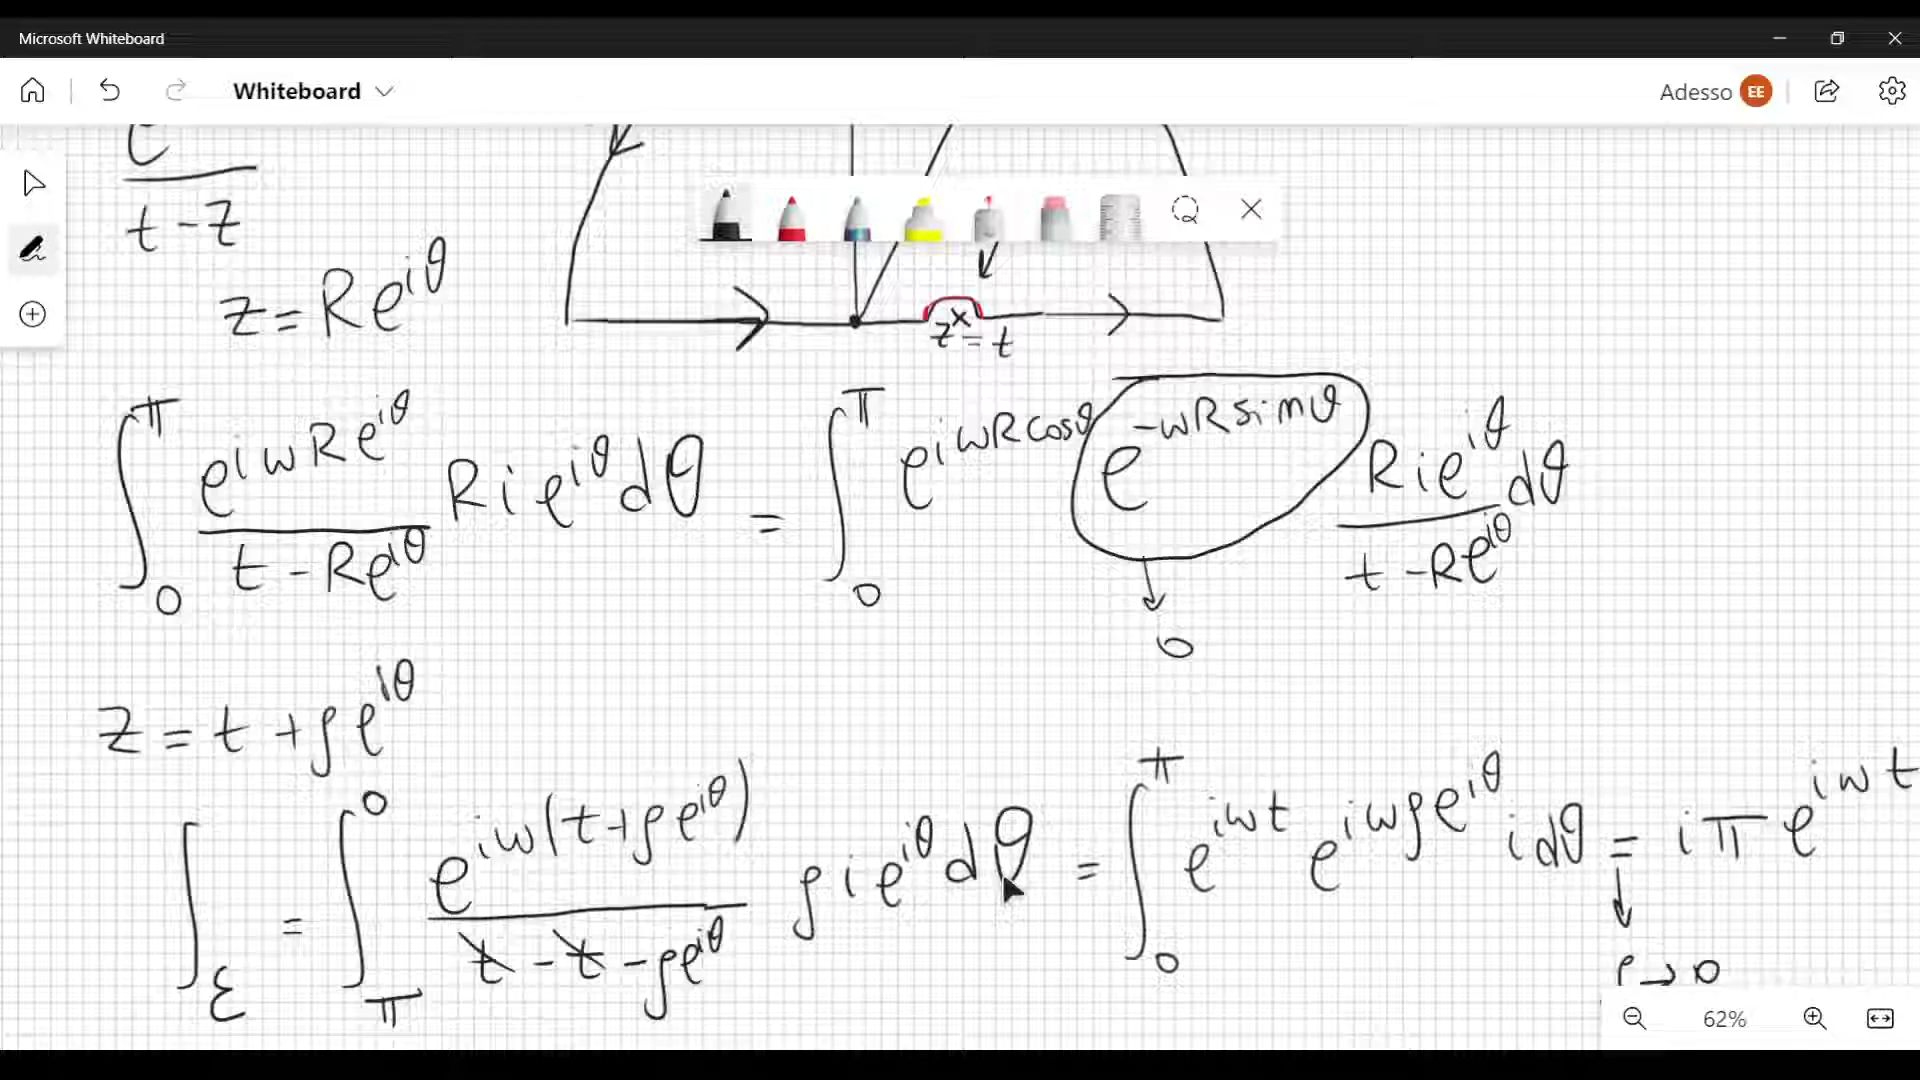 Microsoft Whiteboard
Whiteboard
Adesso EE
e
t - z
z = Re^{iθ}
z = t
∫_0^π e^{iwRe^{iθ}} / (t - Re^{iθ}) Rie^{iθ}dθ = ∫_0^π e^{iwRcosθ} e^{-wRsinθ} Rie^{iθ} / (t - Re^{iθ}) dθ
0
z = t + ρe^{iθ}
∫_ε = ∫_π^0 e^{iw(t+ρe^{iθ})} / (t - t - ρe^{iθ}) ρie^{iθ}dθ = ∫_0^π e^{iwt} e^{iwρe^{iθ}} idθ = iπe^{iwt}
ρ → 0
62%